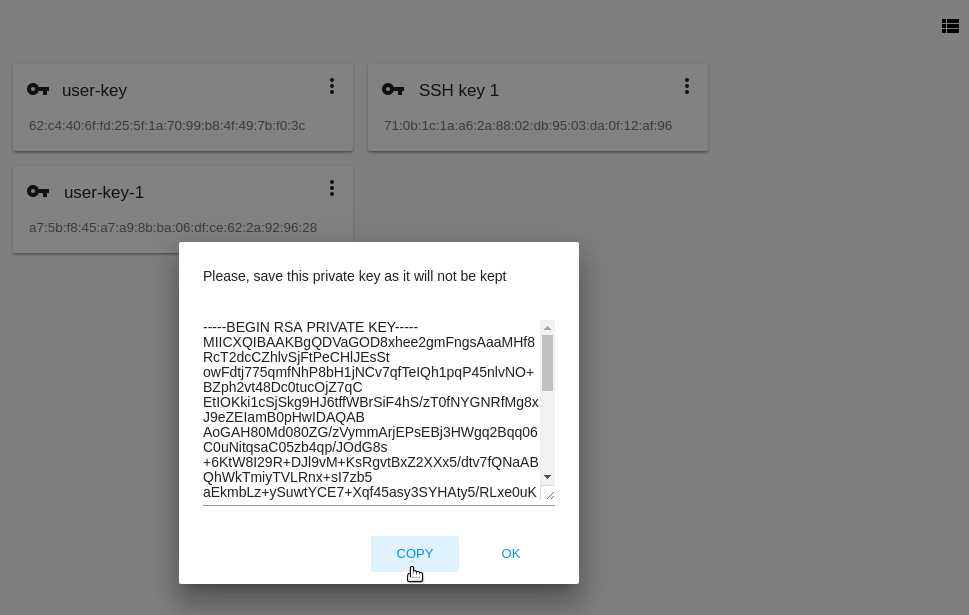 user-key
62:c4:40:6f:fd:25:5f:1a:70:99:b8:4f:49:7b:f0:3c
SSH key 1
71:0b:1c:1a:a6:2a:88:02:db:95:03:da:0f:12:af:96
user-key-1
a7:5b:f8:45:a7:a9:8b:ba:06:df:ce:62:2a:92:96:28
Please, save this private key as it will not be kept
-----BEGIN RSA PRIVATE KEY-----
MIICXQIBAAKBgQDVaGOD8xhee2gmFngsAaaMHf8
RcT2dcCZhlvSjFtPeCHlJEsSt
owFdtj775qmfNhP8bH1jNCv7qfTeIQh1pqP45nlvNO+
BZph2vt48Dc0tucOjZ7qC
EtIOKki1cSjSkg9HJ6tffWBrSiF4hS/zT0fNYGNRfMg8x
J9eZEIamB0pHwIDAQAB
AoGAH80Md080ZG/zVymmArjEPsEBj3HWgq2Bqq06
C0uNitqsaC05zb4qp/JOdG8s
+6KtW8I29R+DJl9vM+KsRgvtBxZ2XXx5/dtv7fQNaAB
QhWkTmiyTVLRnx+sI7zb5
aEkmbLz+ySuwtYCE7+Xqf45asy3SYHAty5/RLxe0uK
COPY
OK